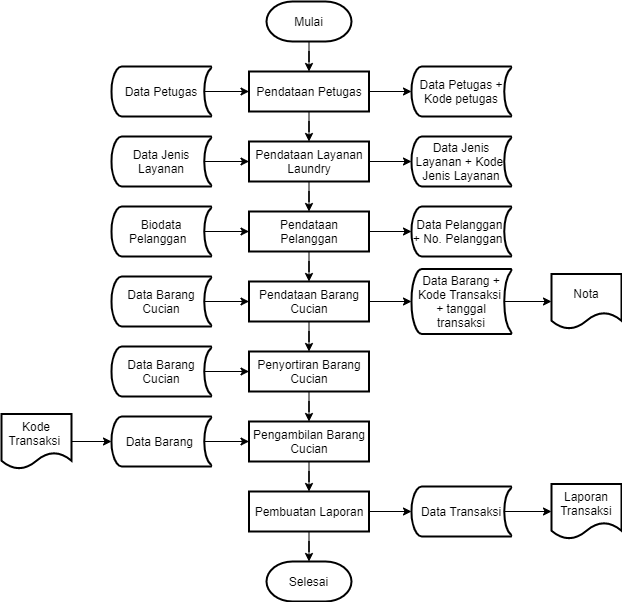 Mulai
Data Petugas
Pendataan Petugas
Data Petugas +
Kode petugas
Data Jenis
Layanan
Pendataan Layanan
Laundry
Data Jenis
Layanan + Kode
Jenis Layanan
Biodata
Pelanggan
Pendataan
Pelanggan
Data Pelanggan
+ No. Pelanggan
Data Barang
Cucian
Pendataan Barang
Cucian
Data Barang +
Kode Transaksi
+ tanggal
transaksi
Nota
Data Barang
Cucian
Penyortiran Barang
Cucian
Kode
Transaksi
Data Barang
Pengambilan Barang
Cucian
Pembuatan Laporan
Data Transaksi
Laporan
Transaksi
Selesai